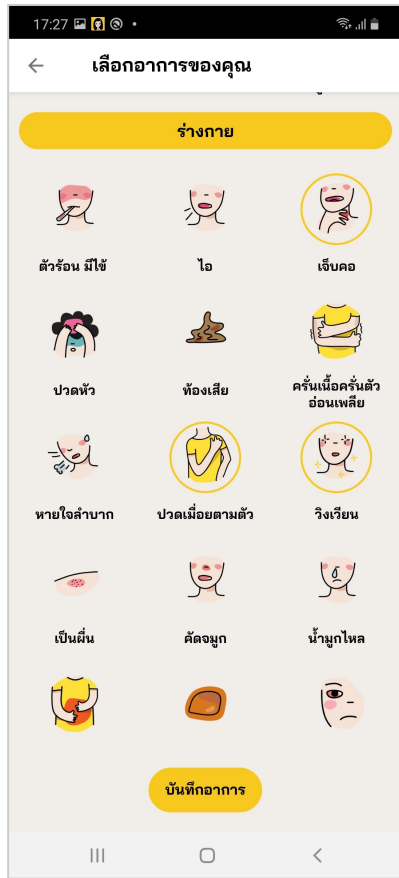 17:27
เลือกอาการของคุณ
ร่างกาย
ตัวร้อน มีไข้
ไอ
เจ็บคอ
ปวดหัว
ท้องเสีย
ครั่นเนื้อครั่นตัว
อ่อนเพลีย
หายใจลำบาก
ปวดเมื่อยตามตัว
วิงเวียน
เป็นผื่น
คัดจมูก
น้ำมูกไหล
บันทึกอาการ